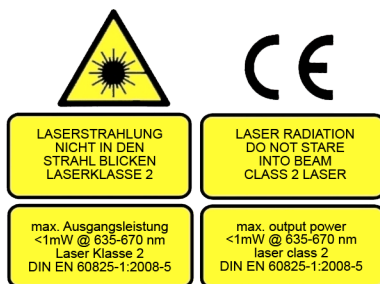 CE
LASERSTRAHLUNG
NICHT IN DEN
STRAHL BLICKEN
LASERKLASSE 2
LASER RADIATION
DO NOT STARE
INTO BEAM
CLASS 2 LASER
max. Ausgangsleistung
<1mW @ 635-670 nm
Laser Klasse 2
DIN EN 60825-1:2008-5
max. output power
<1mW @ 635-670 nm
laser class 2
DIN EN 60825-1:2008-5